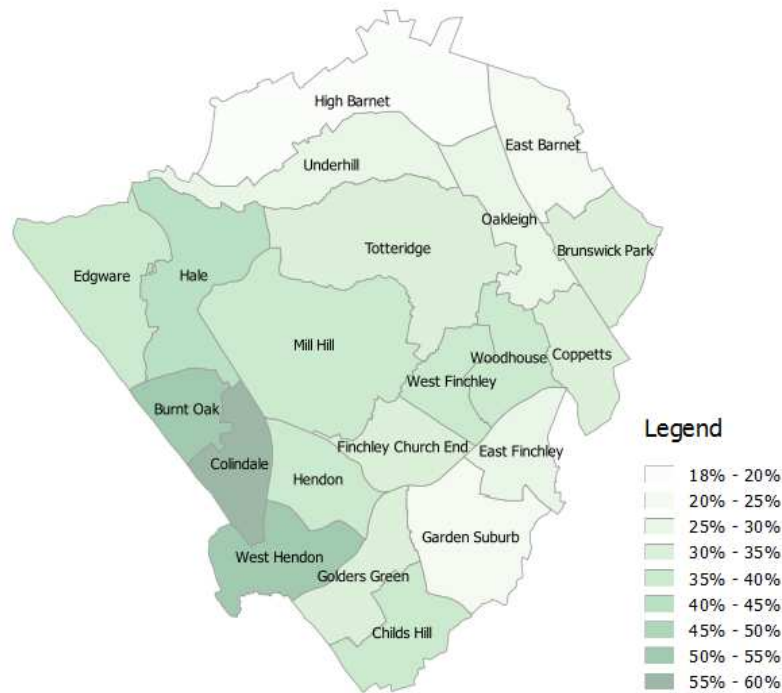 High Barnet
East Barnet
Underhill
Oakleigh
Totteridge
Brunswick Park
Edgware
Hale
Mill Hill
Woodhouse
Coppetts
West Finchley
Burnt Oak
Finchley Church End
East Finchley
Colindale
Hendon
Garden Suburb
West Hendon
Golders Green
Childs Hill
Legend
18% - 20%
20% - 25%
25% - 30%
30% - 35%
35% - 40%
40% - 45%
45% - 50%
50% - 55%
55% - 60%